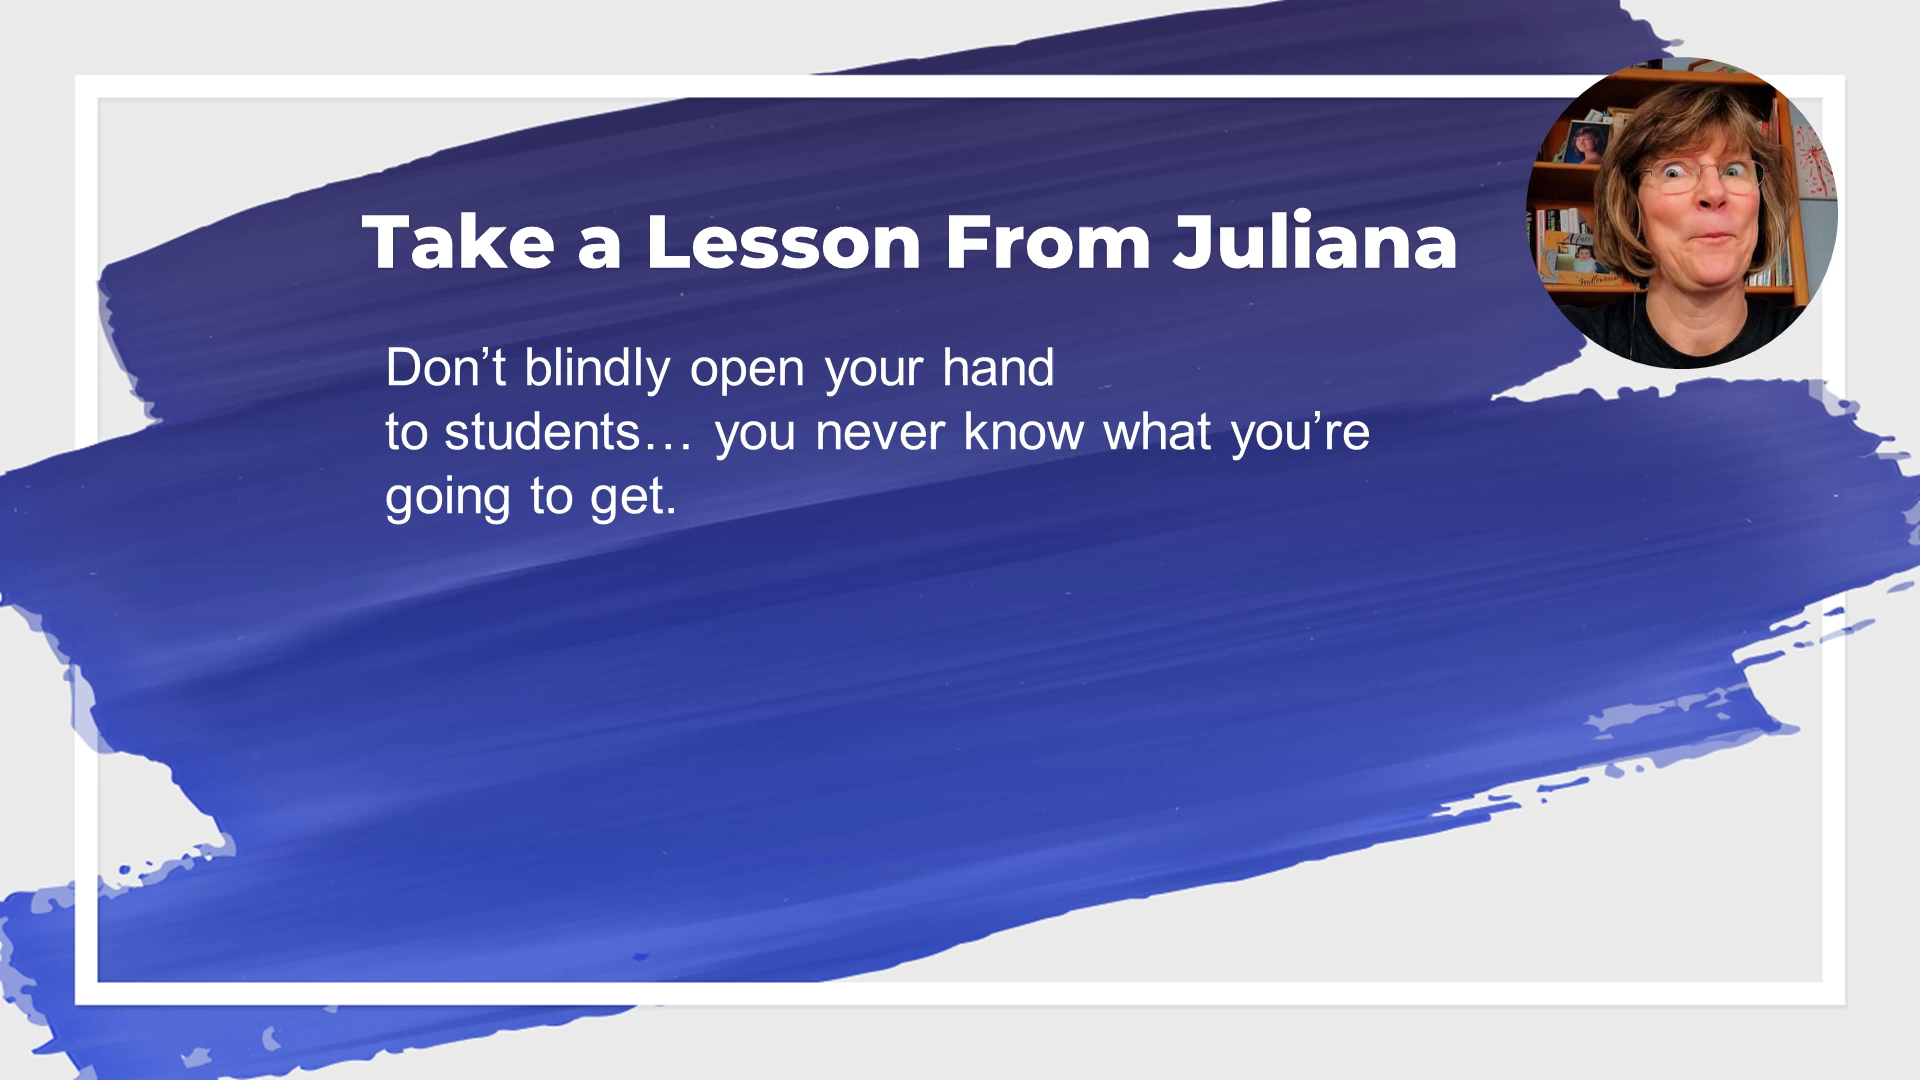 Take a Lesson From Juliana
Don’t blindly open your hand
to students… you never know what you’re
going to get.